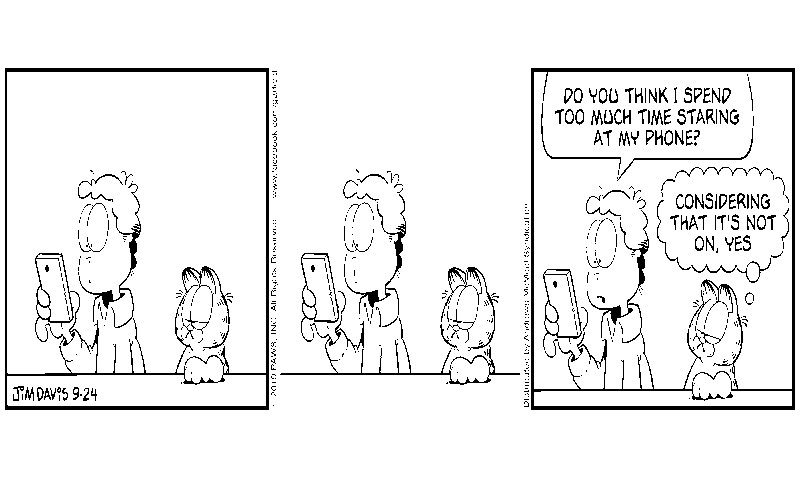 JIM DAVIS 9-24
DO YOU THINK I SPEND
TOO MUCH TIME STARING
AT MY PHONE?
CONSIDERING
THAT IT'S NOT
ON, YES